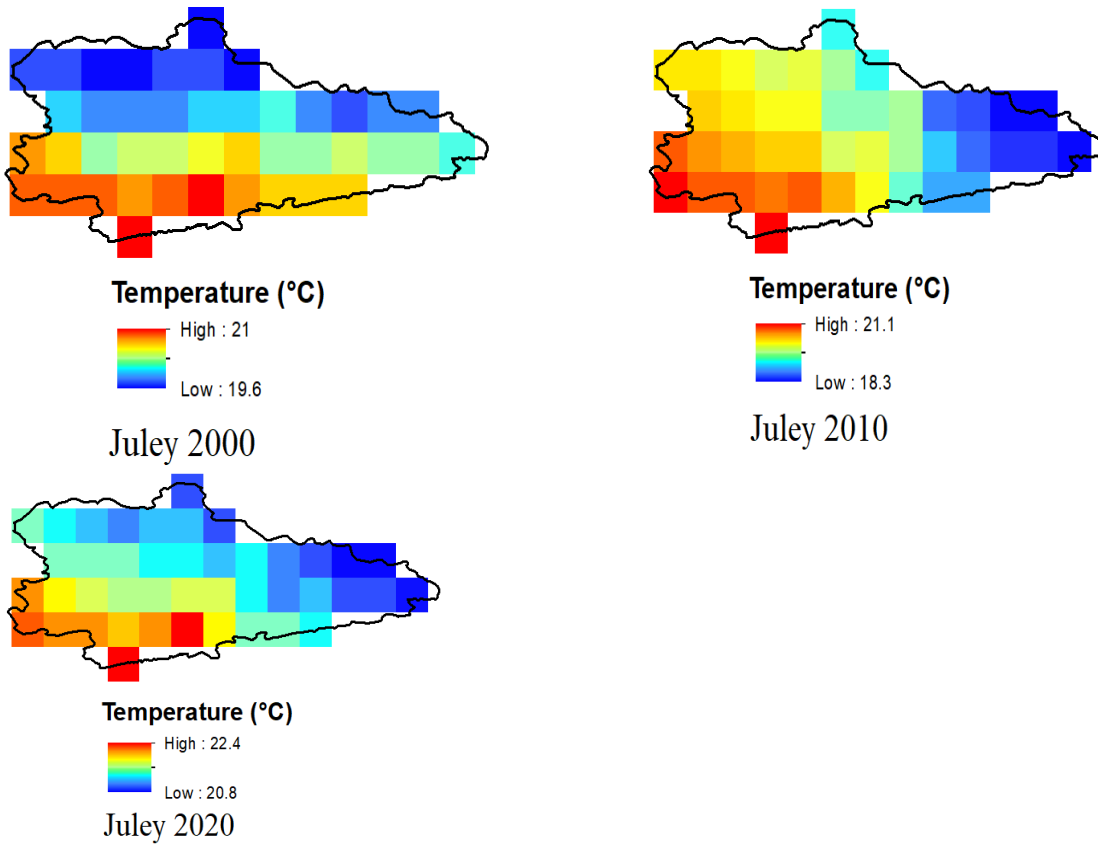 Temperature (°C)
High : 21
Low : 19.6
Juley 2000
Temperature (°C)
High : 21.1
Low : 18.3
Juley 2010
Temperature (°C)
High : 22.4
Low : 20.8
Juley 2020